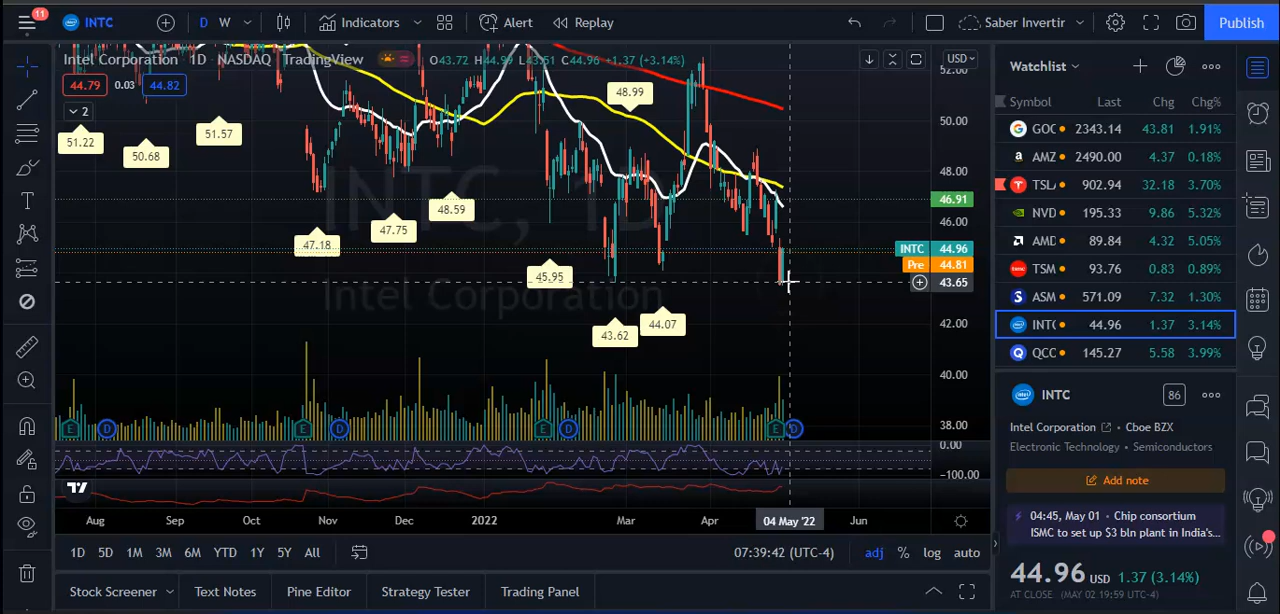 11
INTC
D
W
Indicators
Alert
Replay
Saber Invertir
Publish
Intel Corporation · 1D · NASDAQ
TradingView
O43.72 H44.99 L43.51 C44.96 +1.37 (+3.14%)
USD
44.79
0.03
44.82
2
51.22
50.68
51.57
47.18
47.75
48.59
45.95
43.62
48.99
44.07
INTC, 1D
Intel Corporation
52.00
50.00
48.00
46.91
46.00
INTC
44.96
Pre
44.81
43.65
42.00
40.00
38.00
0.00
−100.00
E
D
E
D
E
D
E
D
Aug
Sep
Oct
Nov
Dec
2022
Mar
Apr
04 May '22
Jun
1D
5D
1M
3M
6M
YTD
1Y
5Y
All
07:39:42 (UTC-4)
adj
%
log
auto
Stock Screener
Text Notes
Pine Editor
Strategy Tester
Trading Panel
Watchlist
Symbol Last Chg Chg%
GOC 2343.14 43.81 1.91%
AMZ 2490.00 4.37 0.18%
TSL 902.94 32.18 3.70%
NVD 195.33 9.86 5.32%
AMD 89.84 4.32 5.05%
TSM 93.76 0.83 0.89%
ASM 571.09 7.32 1.30%
INTC 44.96 1.37 3.14%
QCC 145.27 5.58 3.99%
INTC
86
Intel Corporation · Cboe BZX
Electronic Technology · Semiconductors
Add note
04:45, May 01 · Chip consortium
ISMC to set up $3 bln plant in India's...
44.96 USD 1.37 (3.14%)
AT CLOSE (MAY 02 19:59 UTC-4)